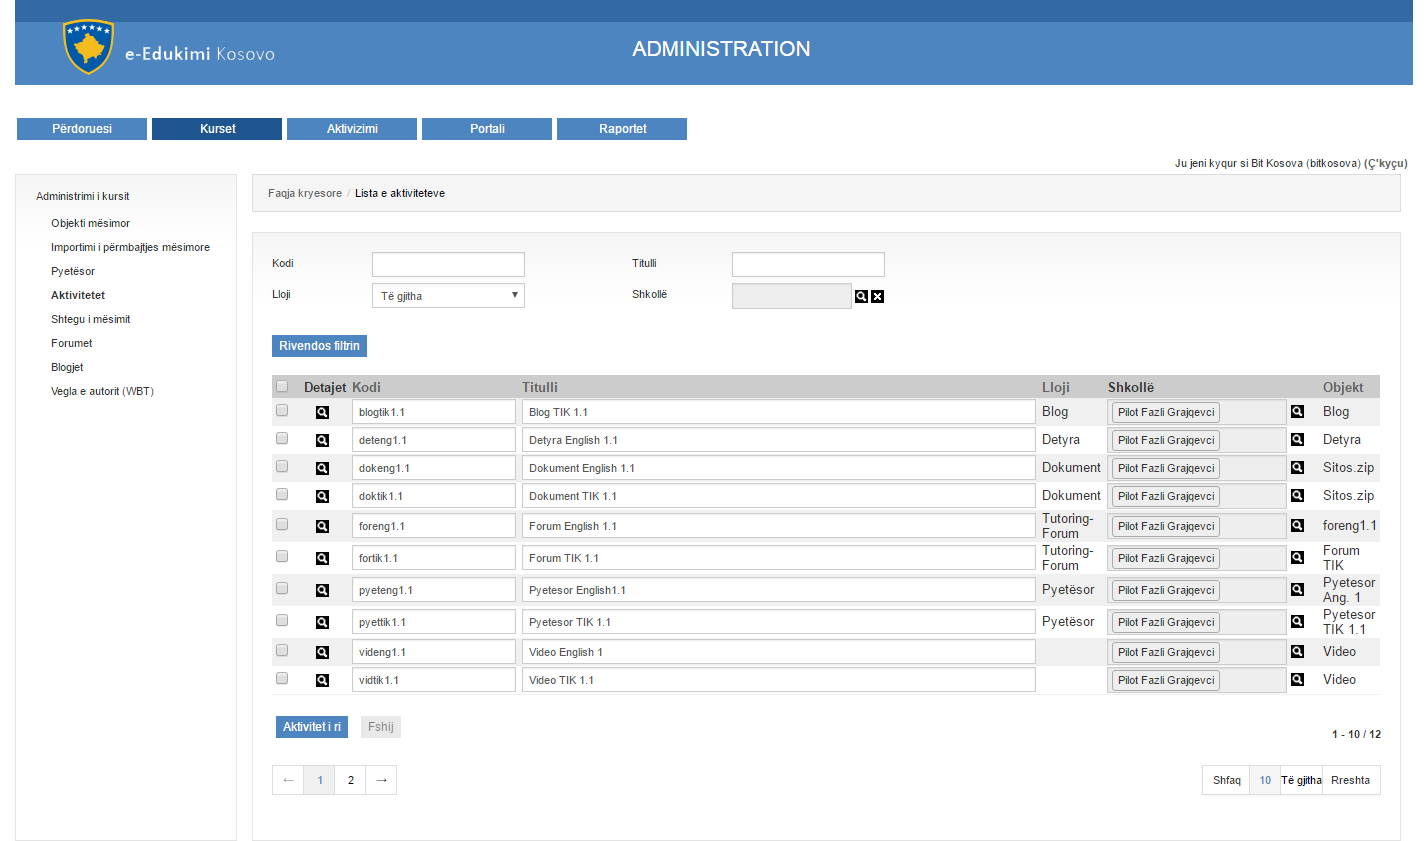 e-Edukimi Kosovo
ADMINISTRATION
Përdoruesi Kurset Aktivizimi Portali Raportet
Ju jeni kyqur si Bit Kosova (bitkosova) (Ç'kyçu)
Administrimi i kursit
Objekti mësimor
Importimi i përmbajtjes mësimore
Pyetësor
Aktivitetet
Shtegu i mësimit
Forumet
Blogjet
Vegla e autorit (WBT)
Faqja kryesore / Lista e aktiviteteve
Kodi Titulli
Lloji Të gjitha Shkollë
Rivendos filtrin
Detajet Kodi Titulli Lloji Shkollë Objekt
blogtik1.1 Blog TIK 1.1 Blog Pilot Fazli Grajqevci Blog
deteng1.1 Detyra English 1.1 Detyra Pilot Fazli Grajqevci Detyra
dokeng1.1 Dokument English 1.1 Dokument Pilot Fazli Grajqevci Sitos.zip
doktik1.1 Dokument TIK 1.1 Dokument Pilot Fazli Grajqevci Sitos.zip
foreng1.1 Forum English 1.1 Tutoring-Forum Pilot Fazli Grajqevci foreng1.1
fortik1.1 Forum TIK 1.1 Tutoring-Forum Pilot Fazli Grajqevci Forum TIK
pyeteng1.1 Pyetesor English1.1 Pyetësor Pilot Fazli Grajqevci Pyetesor Ang. 1
pyettik1.1 Pyetesor TIK 1.1 Pyetësor Pilot Fazli Grajqevci Pyetesor TIK 1.1
videng1.1 Video English 1 Pilot Fazli Grajqevci Video
vidtik1.1 Video TIK 1.1 Pilot Fazli Grajqevci Video
Aktivitet i ri Fshij
1 - 10 / 12
← 1 2 →
Shfaq 10 Të gjitha Rreshta